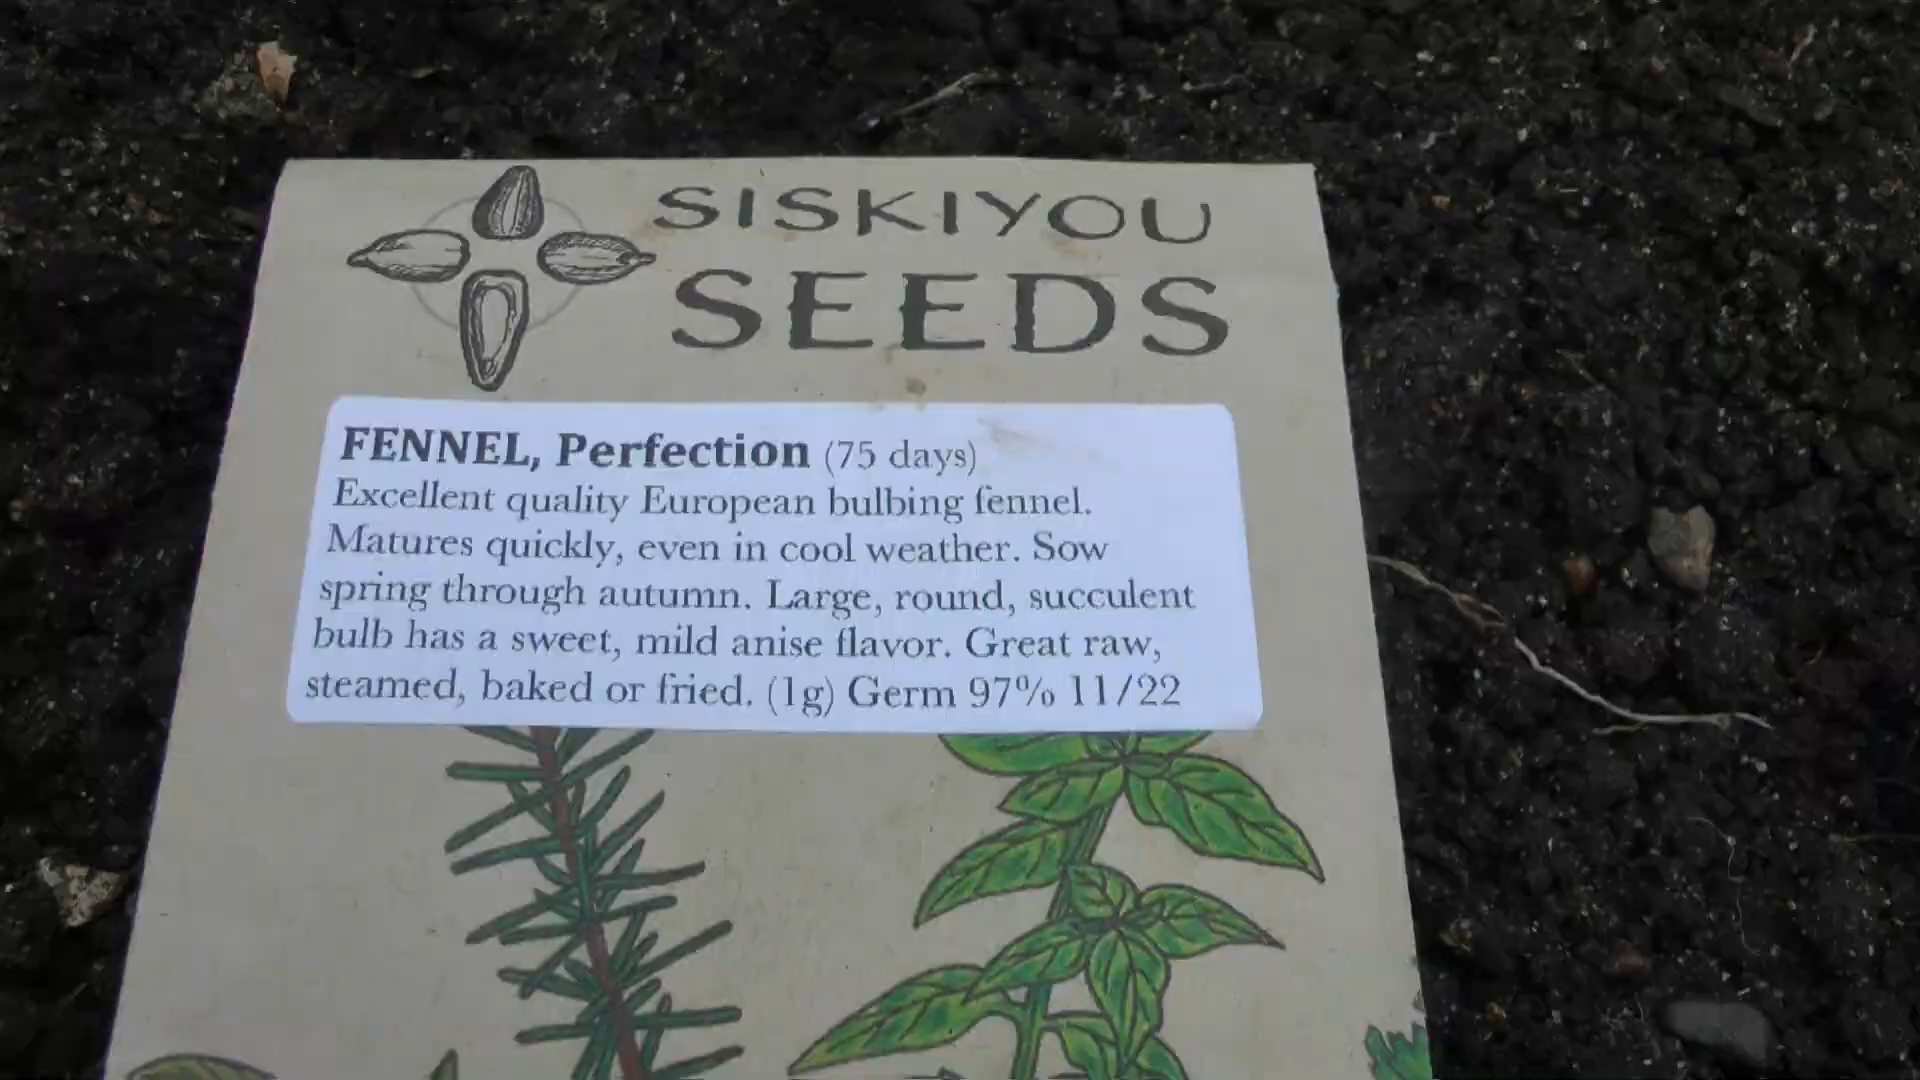 SISKIYOU
SEEDS
FENNEL, Perfection (75 days)
Excellent quality European bulbing fennel.
Matures quickly, even in cool weather. Sow
spring through autumn. Large, round, succulent
bulb has a sweet, mild anise flavor. Great raw,
steamed, baked or fried. (1g) Germ 97% 11/22